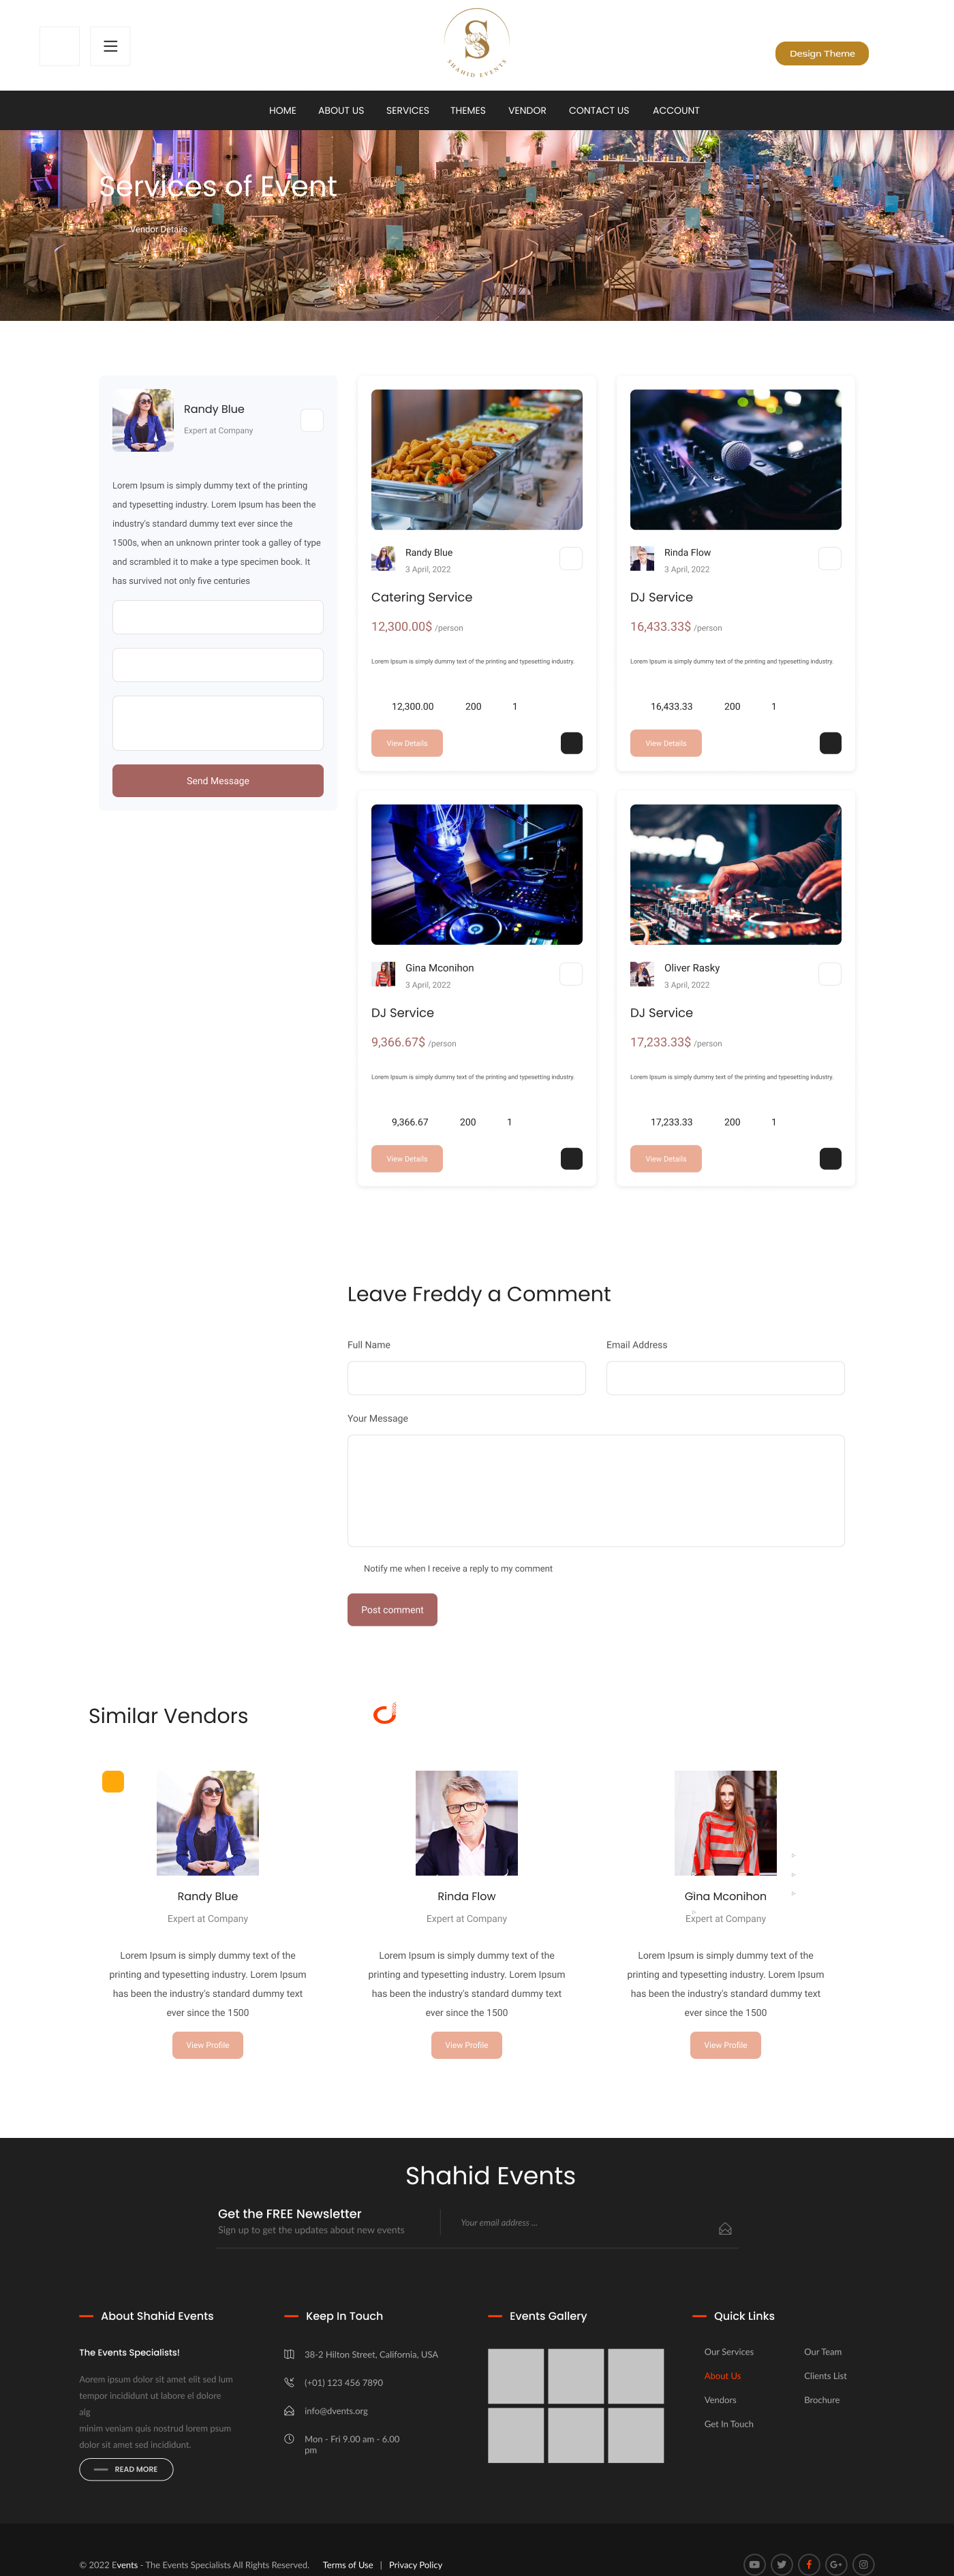 SHAHID EVENTS
Design Theme
HOME ABOUT US SERVICES THEMES VENDOR CONTACT US ACCOUNT
Services of Event
Vendor Details
Randy Blue
Expert at Company
Lorem Ipsum is simply dummy text of the printing
and typesetting industry. Lorem Ipsum has been the
industry's standard dummy text ever since the
1500s, when an unknown printer took a galley of type
and scrambled it to make a type specimen book. It
has survived not only five centuries
Send Message
Randy Blue
3 April, 2022
Catering Service
12,300.00$ /person
Lorem Ipsum is simply dummy text of the printing and typesetting industry.
12,300.00 200 1
View Details
Rinda Flow
3 April, 2022
DJ Service
16,433.33$ /person
Lorem Ipsum is simply dummy text of the printing and typesetting industry.
16,433.33 200 1
View Details
Gina Mconihon
3 April, 2022
DJ Service
9,366.67$ /person
Lorem Ipsum is simply dummy text of the printing and typesetting industry.
9,366.67 200 1
View Details
Oliver Rasky
3 April, 2022
DJ Service
17,233.33$ /person
Lorem Ipsum is simply dummy text of the printing and typesetting industry.
17,233.33 200 1
View Details
Leave Freddy a Comment
Full Name
Email Address
Your Message
Notify me when I receive a reply to my comment
Post comment
Similar Vendors
Randy Blue
Expert at Company
Lorem Ipsum is simply dummy text of the
printing and typesetting industry. Lorem Ipsum
has been the industry's standard dummy text
ever since the 1500
View Profile
Rinda Flow
Expert at Company
Lorem Ipsum is simply dummy text of the
printing and typesetting industry. Lorem Ipsum
has been the industry's standard dummy text
ever since the 1500
View Profile
Gina Mconihon
Expert at Company
Lorem Ipsum is simply dummy text of the
printing and typesetting industry. Lorem Ipsum
has been the industry's standard dummy text
ever since the 1500
View Profile
Shahid Events
Get the FREE Newsletter
Sign up to get the updates about new events
Your email address ...
About Shahid Events
The Events Specialists!
Aorem ipsum dolor sit amet elit sed lum
tempor incididunt ut labore el dolore
alg
minim veniam quis nostrud lorem psum
dolor sit amet sed incididunt.
READ MORE
Keep In Touch
38-2 Hilton Street, California, USA
(+01) 123 456 7890
info@dvents.org
Mon - Fri 9.00 am - 6.00
pm
Events Gallery
Quick Links
Our Services
About Us
Vendors
Get In Touch
Our Team
Clients List
Brochure
© 2022 Events - The Events Specialists All Rights Reserved. Terms of Use | Privacy Policy